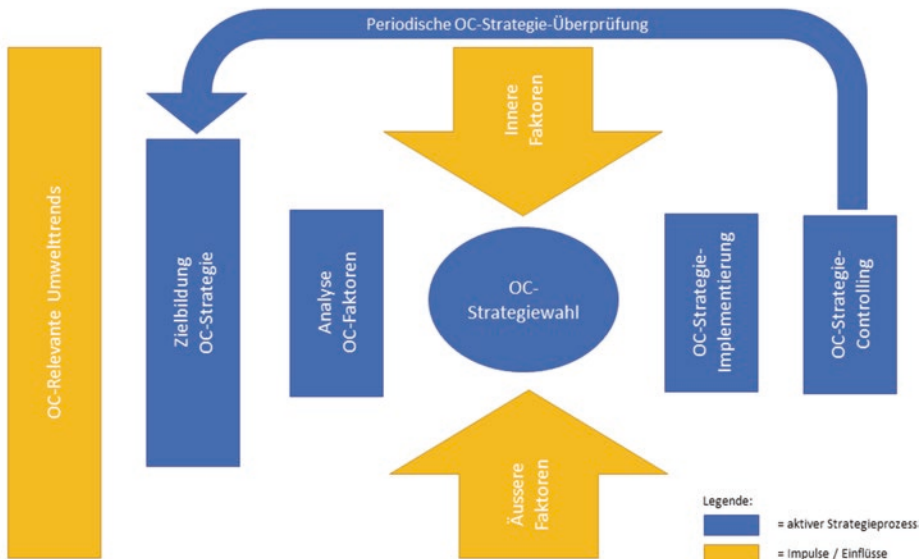 Periodische OC-Strategie-Überprüfung
OC-Relevante Umwelttrends
Zielbildung
OC-Strategie
Analyse
OC-Faktoren
Innere
Faktoren
OC-
Strategiewahl
Äussere
Faktoren
OC-Strategie-
Implementierung
OC-Strategie-
Controlling
Legende:
= aktiver Strategieprozess
= Impulse / Einflüsse